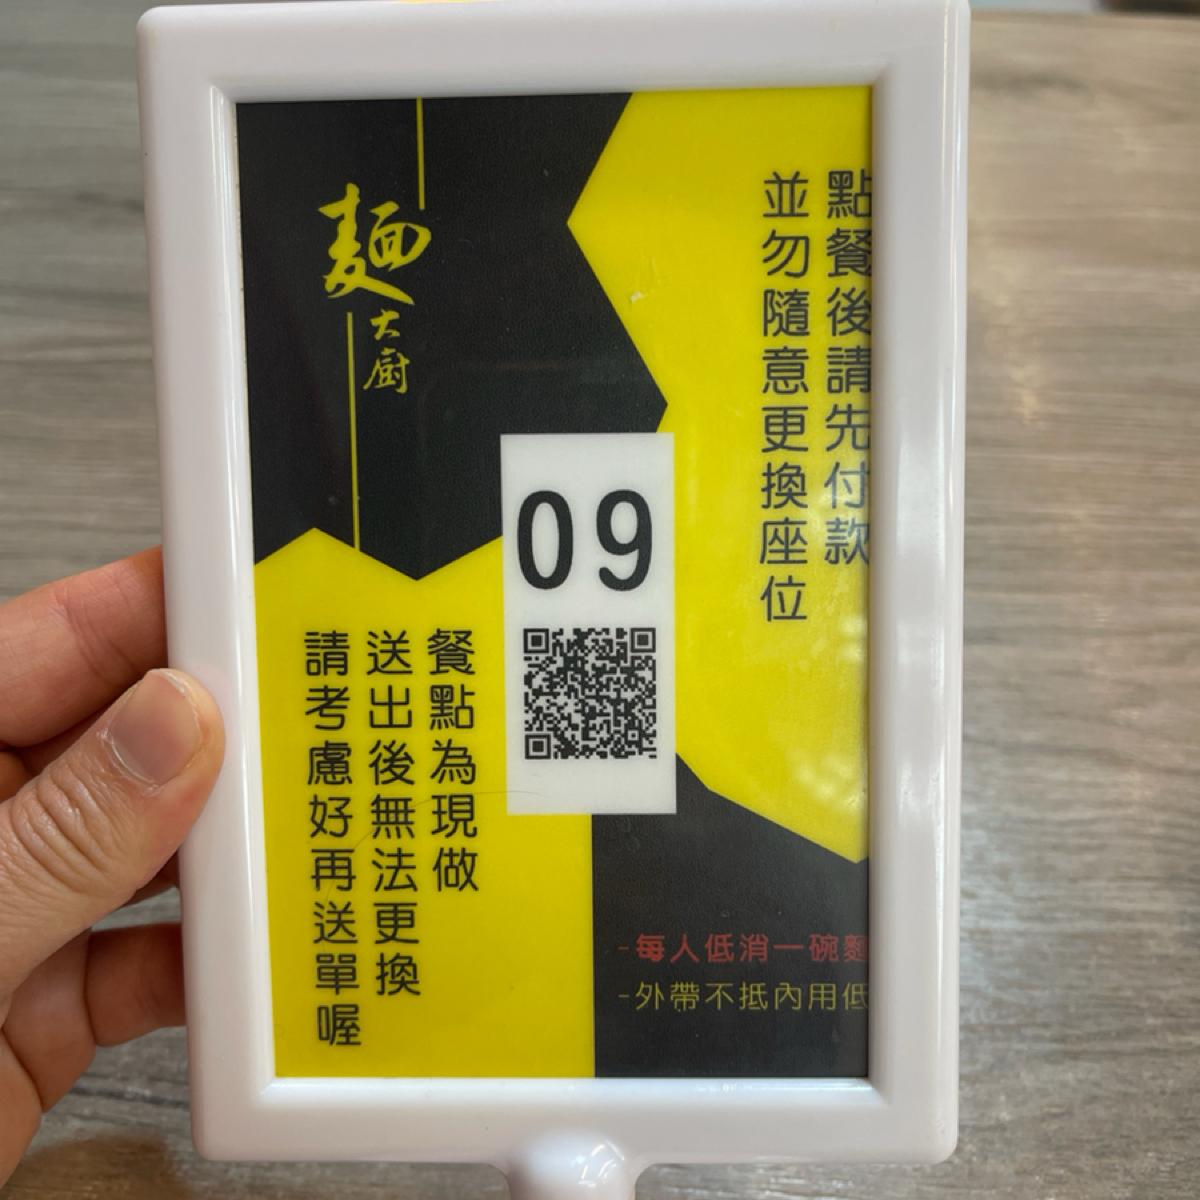 麵
大廚
點餐後請先付款
並勿隨意更換座位
09
餐點為現做
送出後無法更換
請考慮好再送單喔
-每人低消一碗麵
-外帶不抵內用低